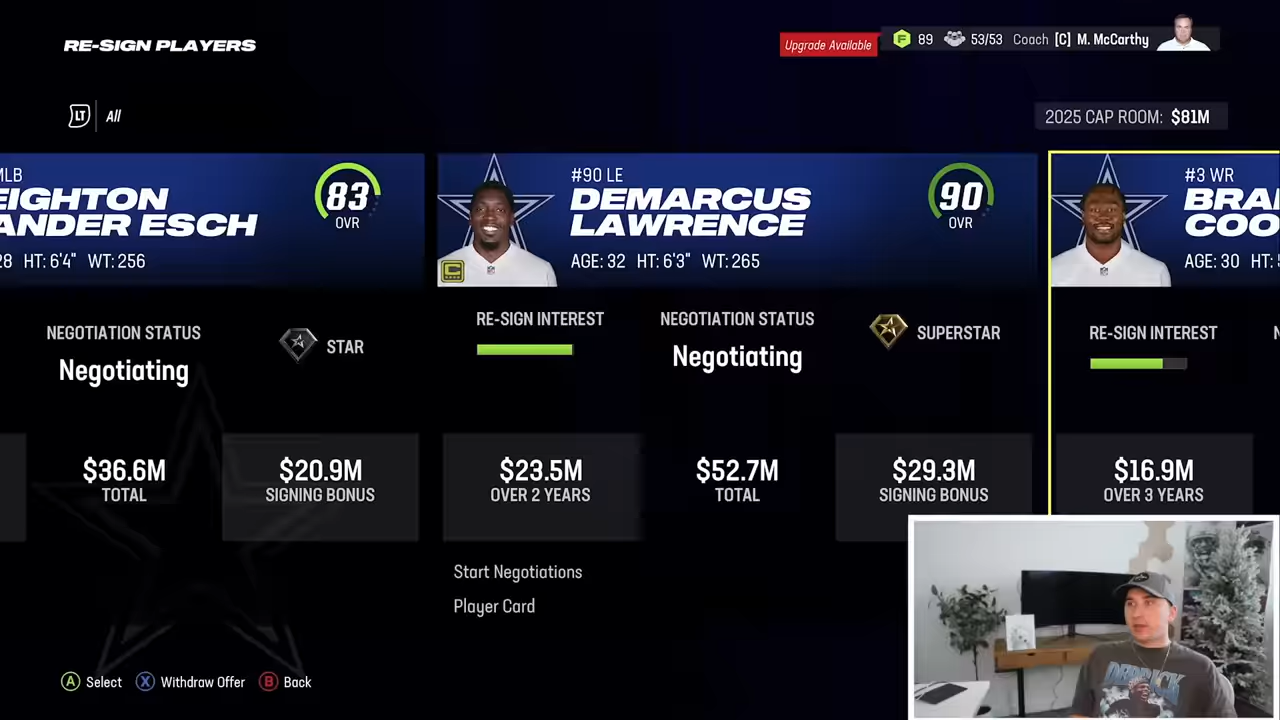 RE-SIGN PLAYERS
Upgrade Available
F 89 53/53 Coach [C] M. McCarthy
LT All
2025 CAP ROOM: $81M
MLB
EIGHTON
ANDER ESCH
83
OVR
28 HT: 6'4" WT: 256
NEGOTIATION STATUS
Negotiating
STAR
$36.6M
TOTAL
$20.9M
SIGNING BONUS
#90 LE
DEMARCUS
LAWRENCE
90
OVR
C
AGE: 32 HT: 6'3" WT: 265
RE-SIGN INTEREST
NEGOTIATION STATUS
Negotiating
SUPERSTAR
$23.5M
OVER 2 YEARS
$52.7M
TOTAL
$29.3M
SIGNING BONUS
Start Negotiations
Player Card
#3 WR
BRA
COO
AGE: 30 HT:
RE-SIGN INTEREST
$16.9M
OVER 3 YEARS
A Select X Withdraw Offer B Back